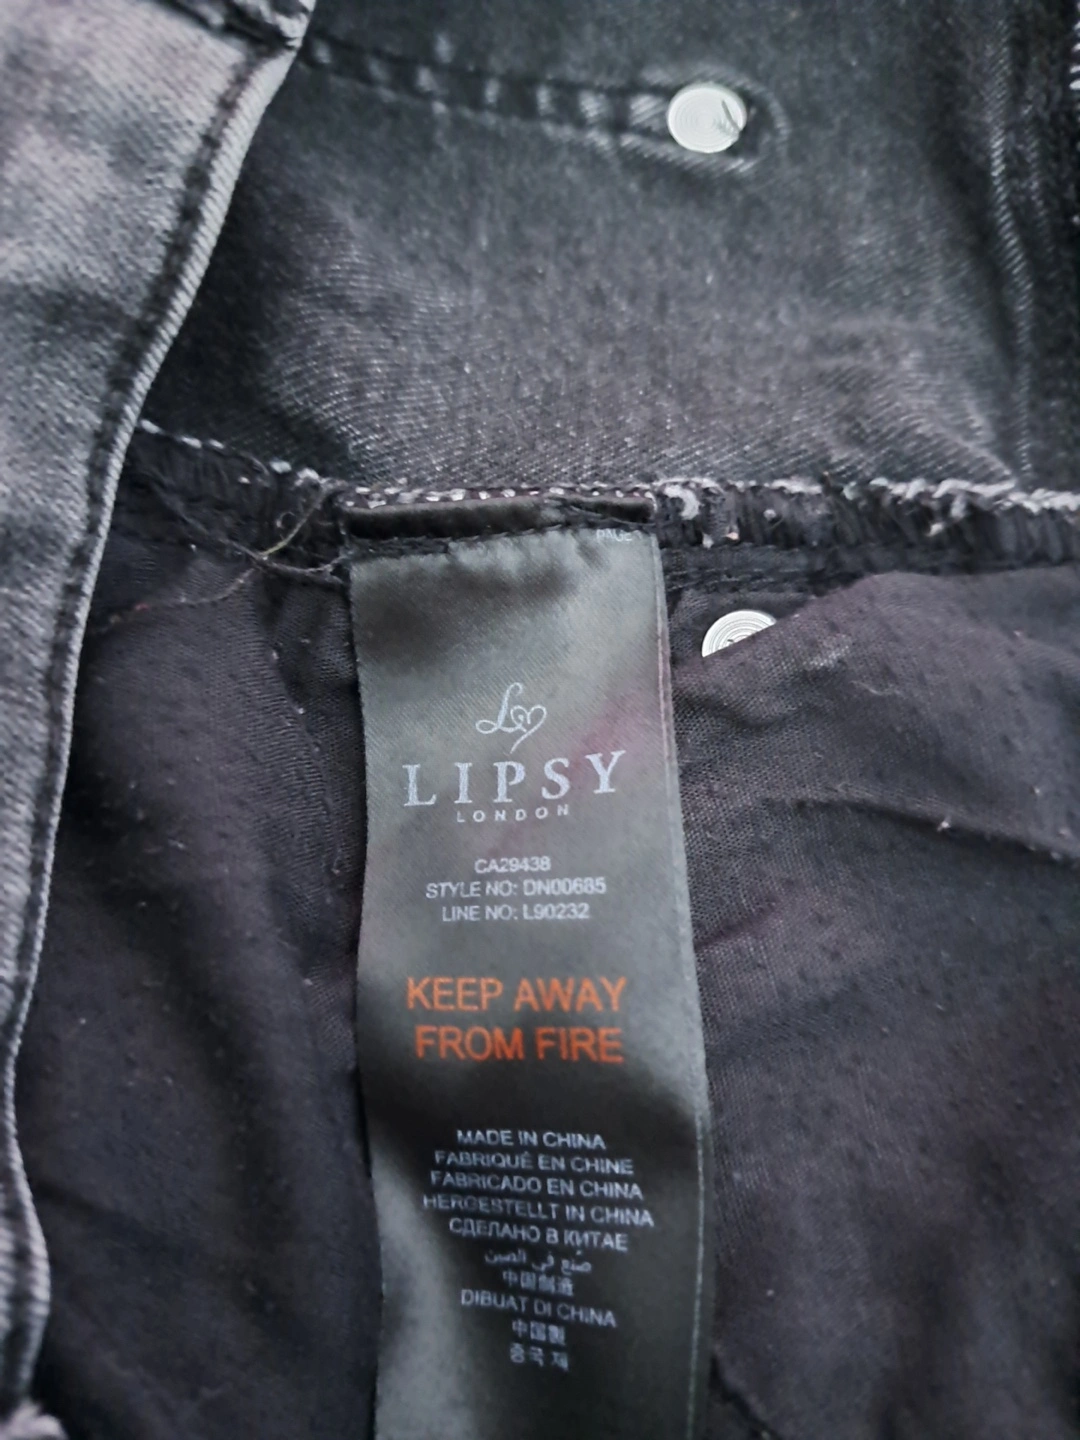 PAGE 1
LIPSY
LONDON
CA29438
STYLE NO: DN00685
LINE NO: L90232
KEEP AWAY
FROM FIRE
MADE IN CHINA
FABRIQUÉ EN CHINE
FABRICADO EN CHINA
HERGESTELLT IN CHINA
СДЕЛАНО В КИТАЕ
صنع في الصين
中国制造
DIBUAT DI CHINA
中国製
중국 제